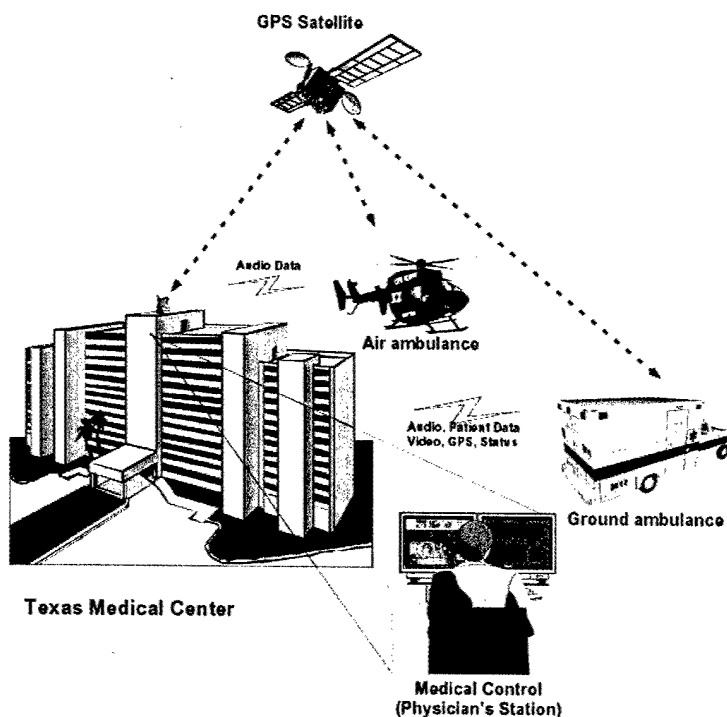 GPS Satellite
Audio Data
Air ambulance
Audio, Patient Data
Video, GPS, Status
Ground ambulance
Texas Medical Center
Medical Control
(Physician's Station)